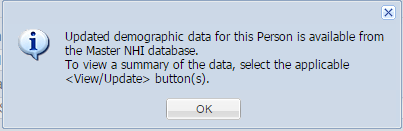 Updated demographic data for this Person is available from
the Master NHI database.
To view a summary of the data, select the applicable
<View/Update> button(s).
OK